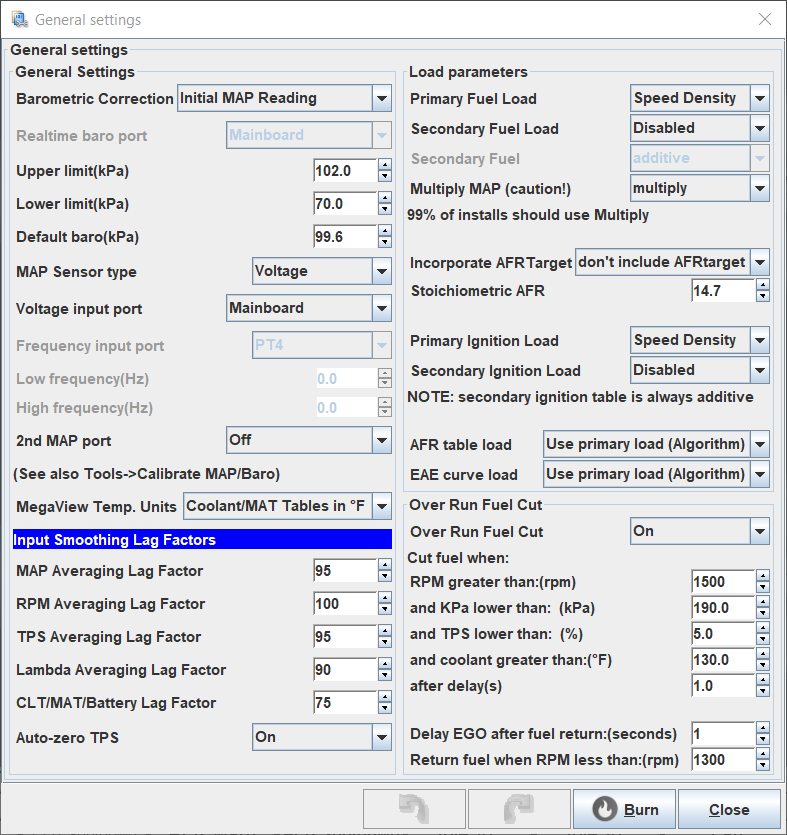 General settings
General settings
General Settings
Barometric Correction Initial MAP Reading
Realtime baro port Mainboard
Upper limit(kPa) 102.0
Lower limit(kPa) 70.0
Default baro(kPa) 99.6
MAP Sensor type Voltage
Voltage input port Mainboard
Frequency input port PT4
Low frequency(Hz) 0.0
High frequency(Hz) 0.0
2nd MAP port Off
(See also Tools->Calibrate MAP/Baro)
MegaView Temp. Units Coolant/MAT Tables in °F
Input Smoothing Lag Factors
MAP Averaging Lag Factor 95
RPM Averaging Lag Factor 100
TPS Averaging Lag Factor 95
Lambda Averaging Lag Factor 90
CLT/MAT/Battery Lag Factor 75
Auto-zero TPS On
Load parameters
Primary Fuel Load Speed Density
Secondary Fuel Load Disabled
Secondary Fuel additive
Multiply MAP (caution!) multiply
99% of installs should use Multiply
Incorporate AFRTarget don't include AFRtarget
Stoichiometric AFR 14.7
Primary Ignition Load Speed Density
Secondary Ignition Load Disabled
NOTE: secondary ignition table is always additive
AFR table load Use primary load (Algorithm)
EAE curve load Use primary load (Algorithm)
Over Run Fuel Cut
Over Run Fuel Cut On
Cut fuel when:
RPM greater than:(rpm) 1500
and KPa lower than: (kPa) 190.0
and TPS lower than: (%) 5.0
and coolant greater than:(°F) 130.0
after delay(s) 1.0
Delay EGO after fuel return:(seconds) 1
Return fuel when RPM less than:(rpm) 1300
Burn
Close